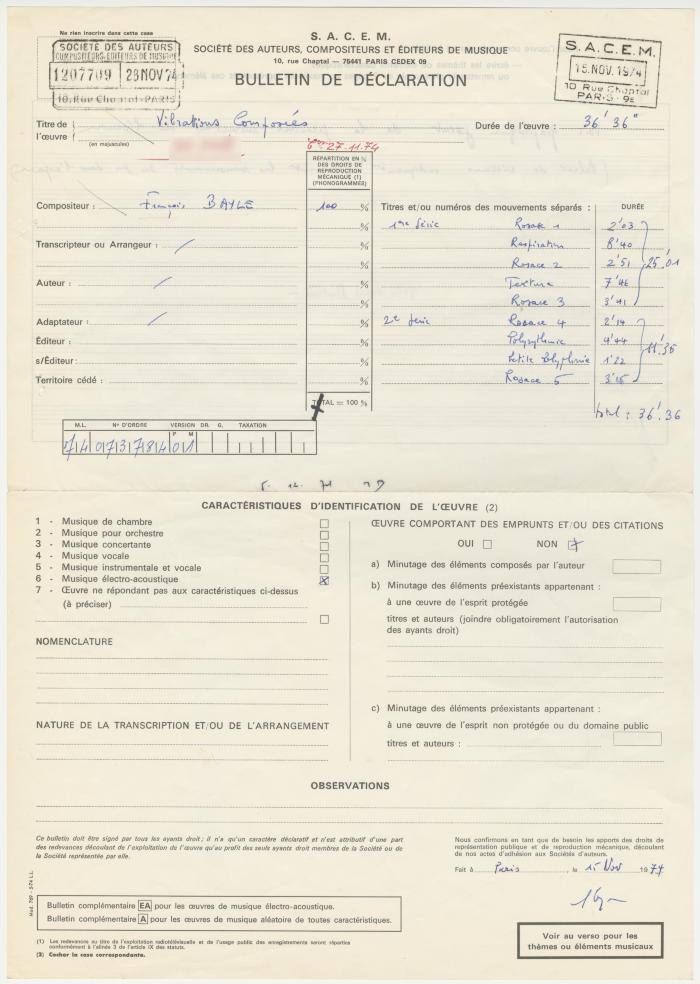 Ne rien inscrire dans cette case
SOCIÉTÉ DES AUTEURS
COMPOSITEURS, EDITEURS DE MUSIQUE
1207709 28 NOV 74
10. Rue Chaptal - PARIS
S. A. C. E. M.
SOCIÉTÉ DES AUTEURS, COMPOSITEURS ET ÉDITEURS DE MUSIQUE
10, rue Chaptal — 75441 PARIS CEDEX 09
BULLETIN DE DÉCLARATION
S.A.C.E.M.
15. NOV. 1974
10 Rue Chaptal
PARIS - 9E
Titre de l'œuvre (en majuscules) Vibrations Composées
Durée de l'œuvre : 36' 36"
27.11.74
RÉPARTITION EN %
DES DROITS DE
REPRODUCTION
MÉCANIQUE (1)
(PHONOGRAMMES)
Compositeur : François BAYLE 100 %
Transcripteur ou Arrangeur : / %
%
Auteur : / %
%
Adaptateur : / %
Éditeur : %
s/Éditeur : %
Territoire cédé : %
TOTAL = 100 %
Titres et/ou numéros des mouvements séparés : DURÉE
1ère Série Rosace 1 2'03
Respiration 8'40
Rosace 2 2'51
Texture 7'46
Rosace 3 3'41
25'01
2e Série Rosace 4 2'14
Polyrythmie 4'44
Petite Polyphonie 1'22
Rosace 5 3'15
11'35
total : 36'36
M.L. N° D'ORDRE VERSION DR. G. TAXATION
P M
74 0737840 01
CARACTÉRISTIQUES D'IDENTIFICATION DE L'ŒUVRE (2)
1 - Musique de chambre
2 - Musique pour orchestre
3 - Musique concertante
4 - Musique vocale
5 - Musique instrumentale et vocale
6 - Musique électro-acoustique x
7 - Œuvre ne répondant pas aux caractéristiques ci-dessus
(à préciser)
NOMENCLATURE
NATURE DE LA TRANSCRIPTION ET/OU DE L'ARRANGEMENT
ŒUVRE COMPORTANT DES EMPRUNTS ET/OU DES CITATIONS
OUI NON x
a) Minutage des éléments composés par l'auteur
b) Minutage des éléments préexistants appartenant :
à une œuvre de l'esprit protégée
titres et auteurs (joindre obligatoirement l'autorisation
des ayants droit)
c) Minutage des éléments préexistants appartenant :
à une œuvre de l'esprit non protégée ou du domaine public
titres et auteurs :
OBSERVATIONS
Ce bulletin doit être signé par tous les ayants droit ; il n'a qu'un caractère déclaratif et n'est attributif d'une part
des redevances découlant de l'exploitation de l'œuvre qu'au profit des seuls ayants droit membres de la Société ou de
la Société représentée par elle.
Nous confirmons en tant que de besoin les apports des droits de
représentation publique et de reproduction mécanique, découlant
de nos actes d'adhésion aux Sociétés d'auteurs.
Fait à Paris, le 15 Nov 1974
Bulletin complémentaire EA pour les œuvres de musique électro-acoustique.
Bulletin complémentaire A pour les œuvres de musique aléatoire de toutes caractéristiques.
(1) Les redevances au titre de l'exploitation radiotélévisuelle et de l'usage public des enregistrements seront réparties
conformément à l'alinéa 3 de l'article IX des statuts.
(2) Cocher la case correspondante.
Voir au verso pour les
thèmes ou éléments musicaux